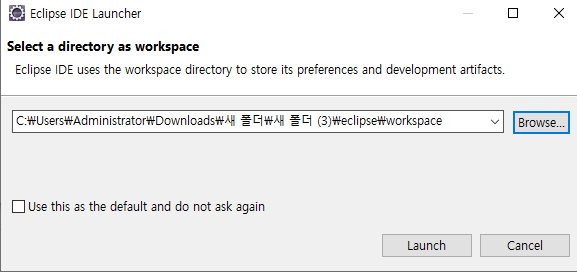 Eclipse IDE Launcher
Select a directory as workspace
Eclipse IDE uses the workspace directory to store its preferences and development artifacts.
C:₩Users₩Administrator₩Downloads₩새 폴더₩새 폴더 (3)₩eclipse₩workspace
Browse...
Use this as the default and do not ask again
Launch
Cancel